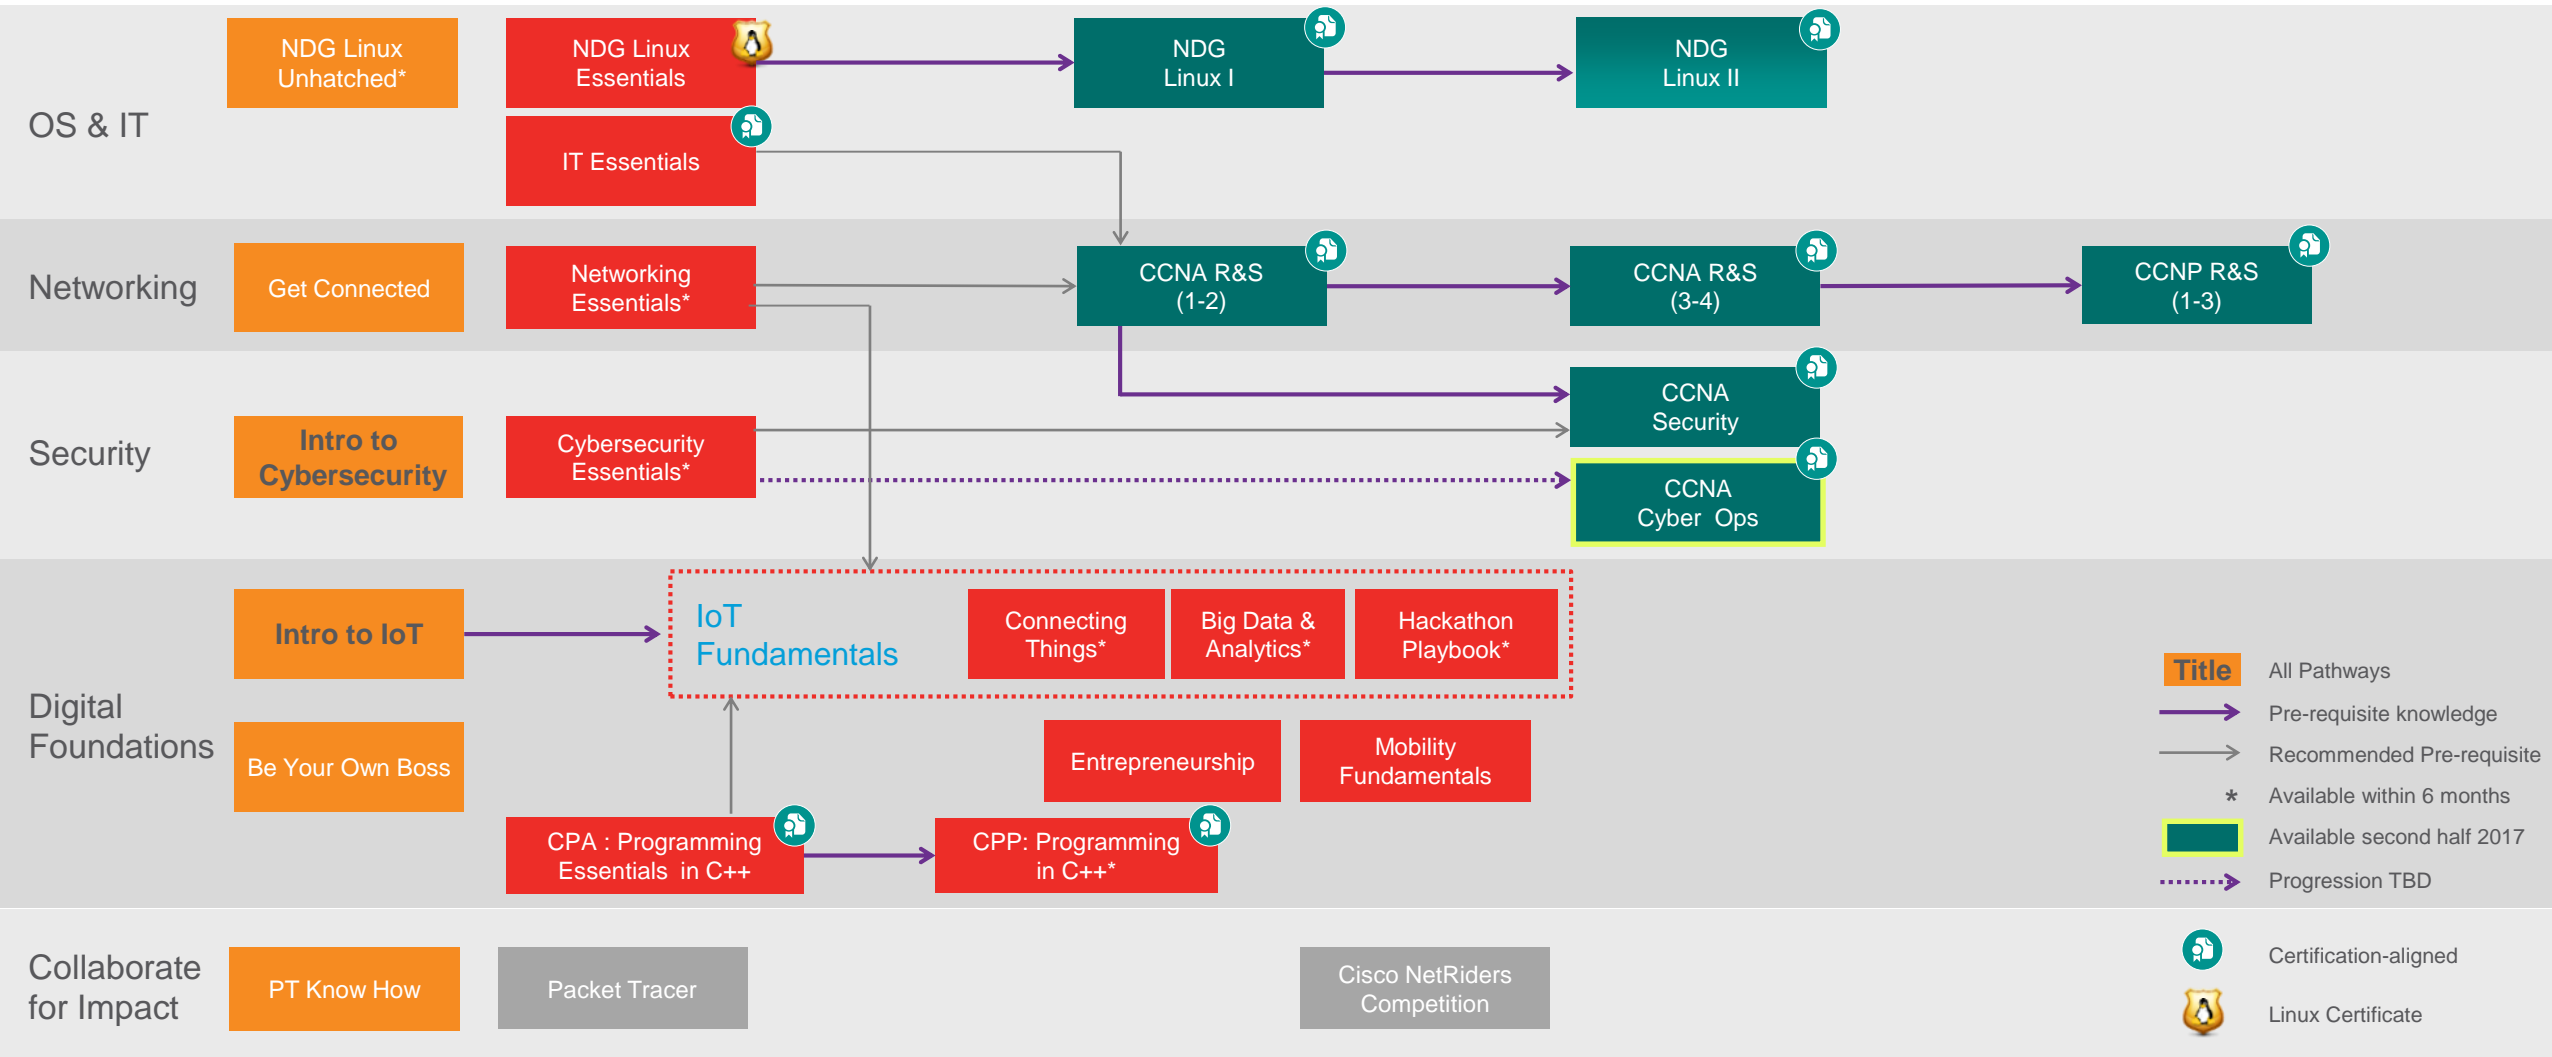 OS & IT
NDG Linux
Unhatched*
NDG Linux
Essentials
NDG
Linux I
NDG
Linux II
IT Essentials
Networking
Get Connected
Networking
Essentials*
CCNA R&S
(1-2)
CCNA R&S
(3-4)
CCNP R&S
(1-3)
Security
Intro to
Cybersecurity
Cybersecurity
Essentials*
CCNA
Security
CCNA
Cyber Ops
Digital
Foundations
Intro to IoT
IoT
Fundamentals
Connecting
Things*
Big Data &
Analytics*
Hackathon
Playbook*
Be Your Own Boss
Entrepreneurship
Mobility
Fundamentals
CPA : Programming
Essentials in C++
CPP: Programming
in C++*
Collaborate
for Impact
PT Know How
Packet Tracer
Cisco NetRiders
Competition
Title All Pathways
Pre-requisite knowledge
Recommended Pre-requisite
* Available within 6 months
Available second half 2017
Progression TBD
Certification-aligned
Linux Certificate